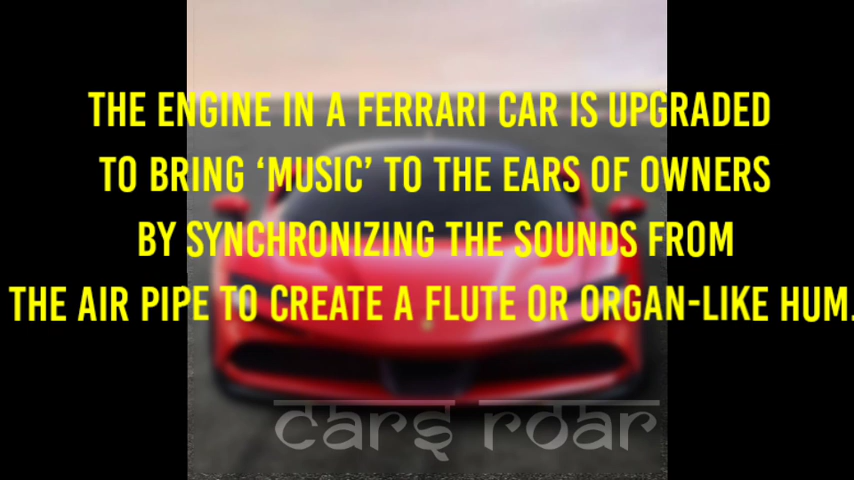 THE ENGINE IN A FERRARI CAR IS UPGRADED
TO BRING ‘MUSIC’ TO THE EARS OF OWNERS
BY SYNCHRONIZING THE SOUNDS FROM
THE AIR PIPE TO CREATE A FLUTE OR ORGAN-LIKE HUM.
cars roar